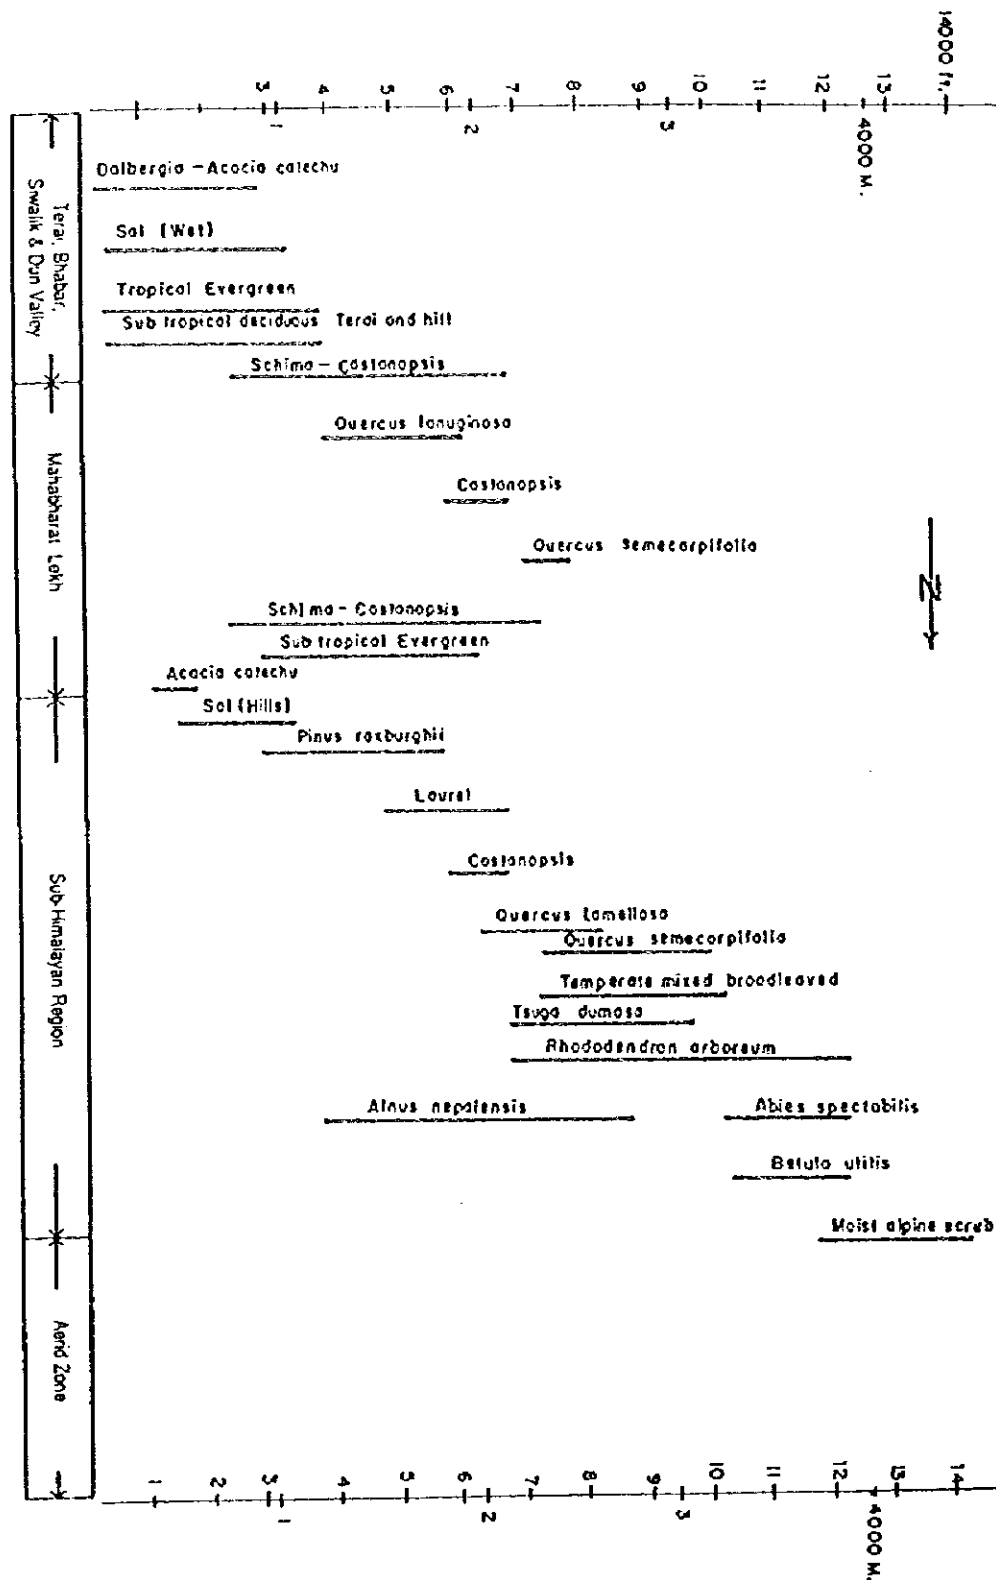 14000 ft.
3 4 5 6 7 8 9 10 11 12 13
1 2 3 4000 M.
Dalbergia - Acacia catechu
Sal (Wet)
Tropical Evergreen
Sub tropical deciduous Terai and hill
Schima - Castanopsis
Quercus lanuginosa
Castanopsis
Quercus semecarpifolia
Schima - Castanopsis
Sub tropical Evergreen
Acacia catechu
Sal (Hills)
Pinus roxburghii
Laurel
Castanopsis
Quercus lamellosa
Quercus semecarpifolia
Temperate mixed broadleaved
Tsuga dumosa
Rhododendron arboreum
Alnus nepalensis
Abies spectabilis
Betula utilis
Moist alpine scrub
Terai, Bhabar,
Siwalik & Dun Valley
Mahabharat Lekh
Sub-Himalayan Region
Aerid Zone
N
1 2 3 4 5 6 7 8 9 10 11 12 13 14
1 2 3 4000 M.